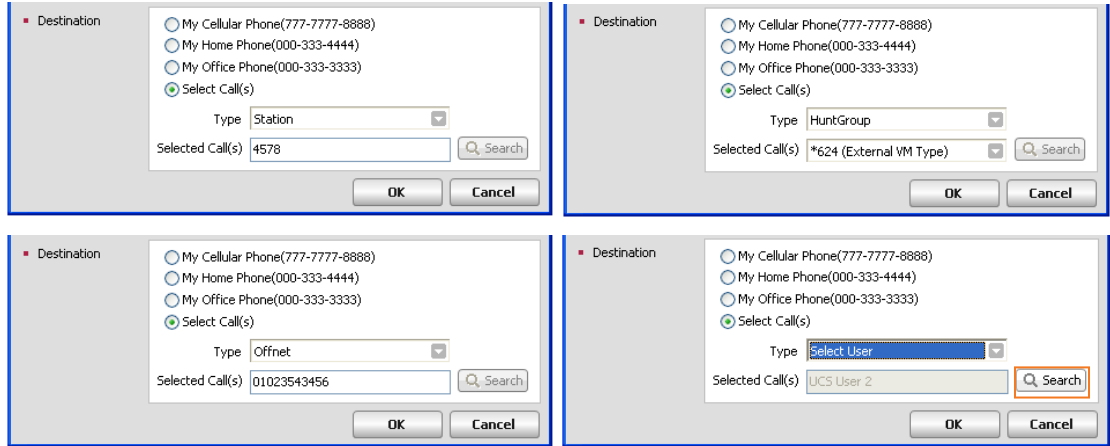 Destination
My Cellular Phone(777-7777-8888)
My Home Phone(000-333-4444)
My Office Phone(000-333-3333)
Select Call(s)
Type Station
Selected Call(s) 4578 Search
OK Cancel
Destination
My Cellular Phone(777-7777-8888)
My Home Phone(000-333-4444)
My Office Phone(000-333-3333)
Select Call(s)
Type HuntGroup
Selected Call(s) *624 (External VM Type) Search
OK Cancel
Destination
My Cellular Phone(777-7777-8888)
My Home Phone(000-333-4444)
My Office Phone(000-333-3333)
Select Call(s)
Type Offnet
Selected Call(s) 01023543456 Search
OK Cancel
Destination
My Cellular Phone(777-7777-8888)
My Home Phone(000-333-4444)
My Office Phone(000-333-3333)
Select Call(s)
Type Select User
Selected Call(s) UCS User 2 Search
OK Cancel